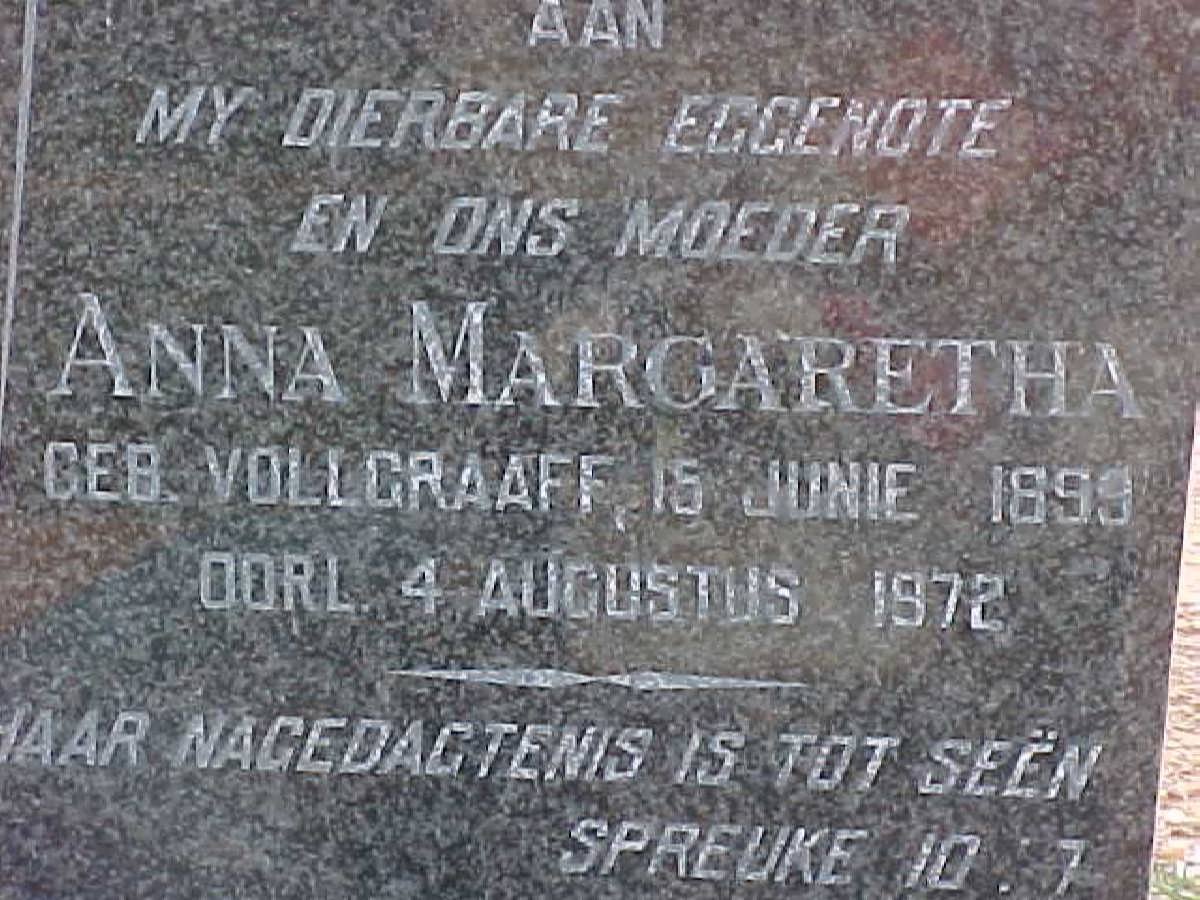 AAN
MY DIERBARE EGGENOTE
EN ONS MOEDER
ANNA MARGARETHA
GEB. VOLLGRAAFF, 15 JUNIE 1893
OORL. 4 AUGUSTUS 1972
HAAR NAGEDAGTENIS IS TOT SEËN
SPREUKE 10 : 7